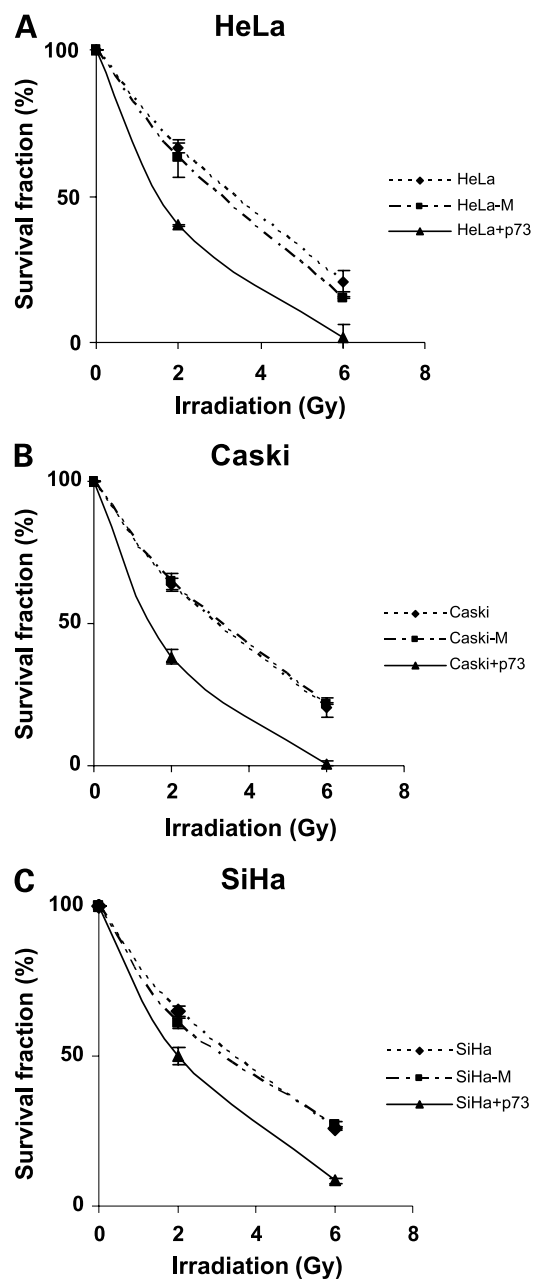 A
HeLa
Survival fraction (%)
100
50
0
0 2 4 6 8
Irradiation (Gy)
HeLa
HeLa-M
HeLa+p73
B
Caski
Survival fraction (%)
100
50
0
0 2 4 6 8
Irradiation (Gy)
Caski
Caski-M
Caski+p73
C
SiHa
Survival fraction (%)
100
50
0
0 2 4 6 8
Irradiation (Gy)
SiHa
SiHa-M
SiHa+p73